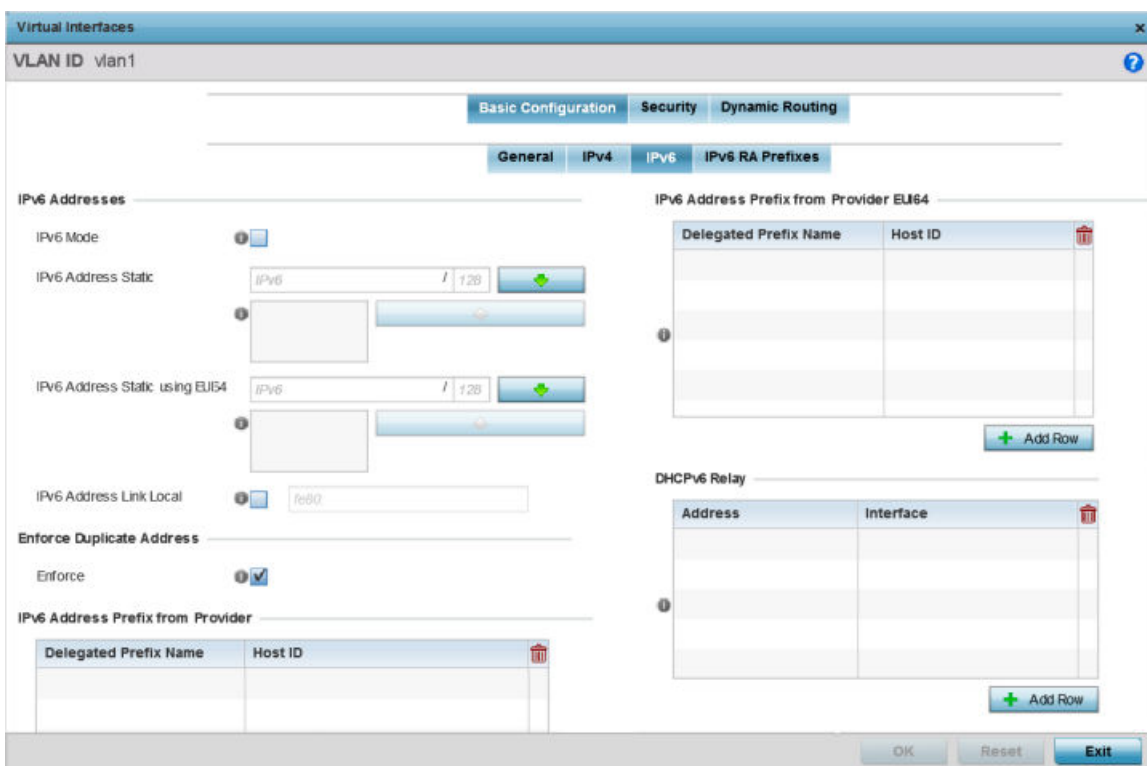 Virtual Interfaces
VLAN ID vlan1
Basic Configuration Security Dynamic Routing
General IPv4 IPv6 IPv6 RA Prefixes
IPv6 Addresses
IPv6 Mode
IPv6 Address Static
IPv6 / 128
IPv6 Address Static using EUI64
IPv6 / 128
IPv6 Address Link Local
fe80:
Enforce Duplicate Address
Enforce
IPv6 Address Prefix from Provider
Delegated Prefix Name Host ID
IPv6 Address Prefix from Provider EUI64
Delegated Prefix Name Host ID
Add Row
DHCPv6 Relay
Address Interface
Add Row
OK Reset Exit